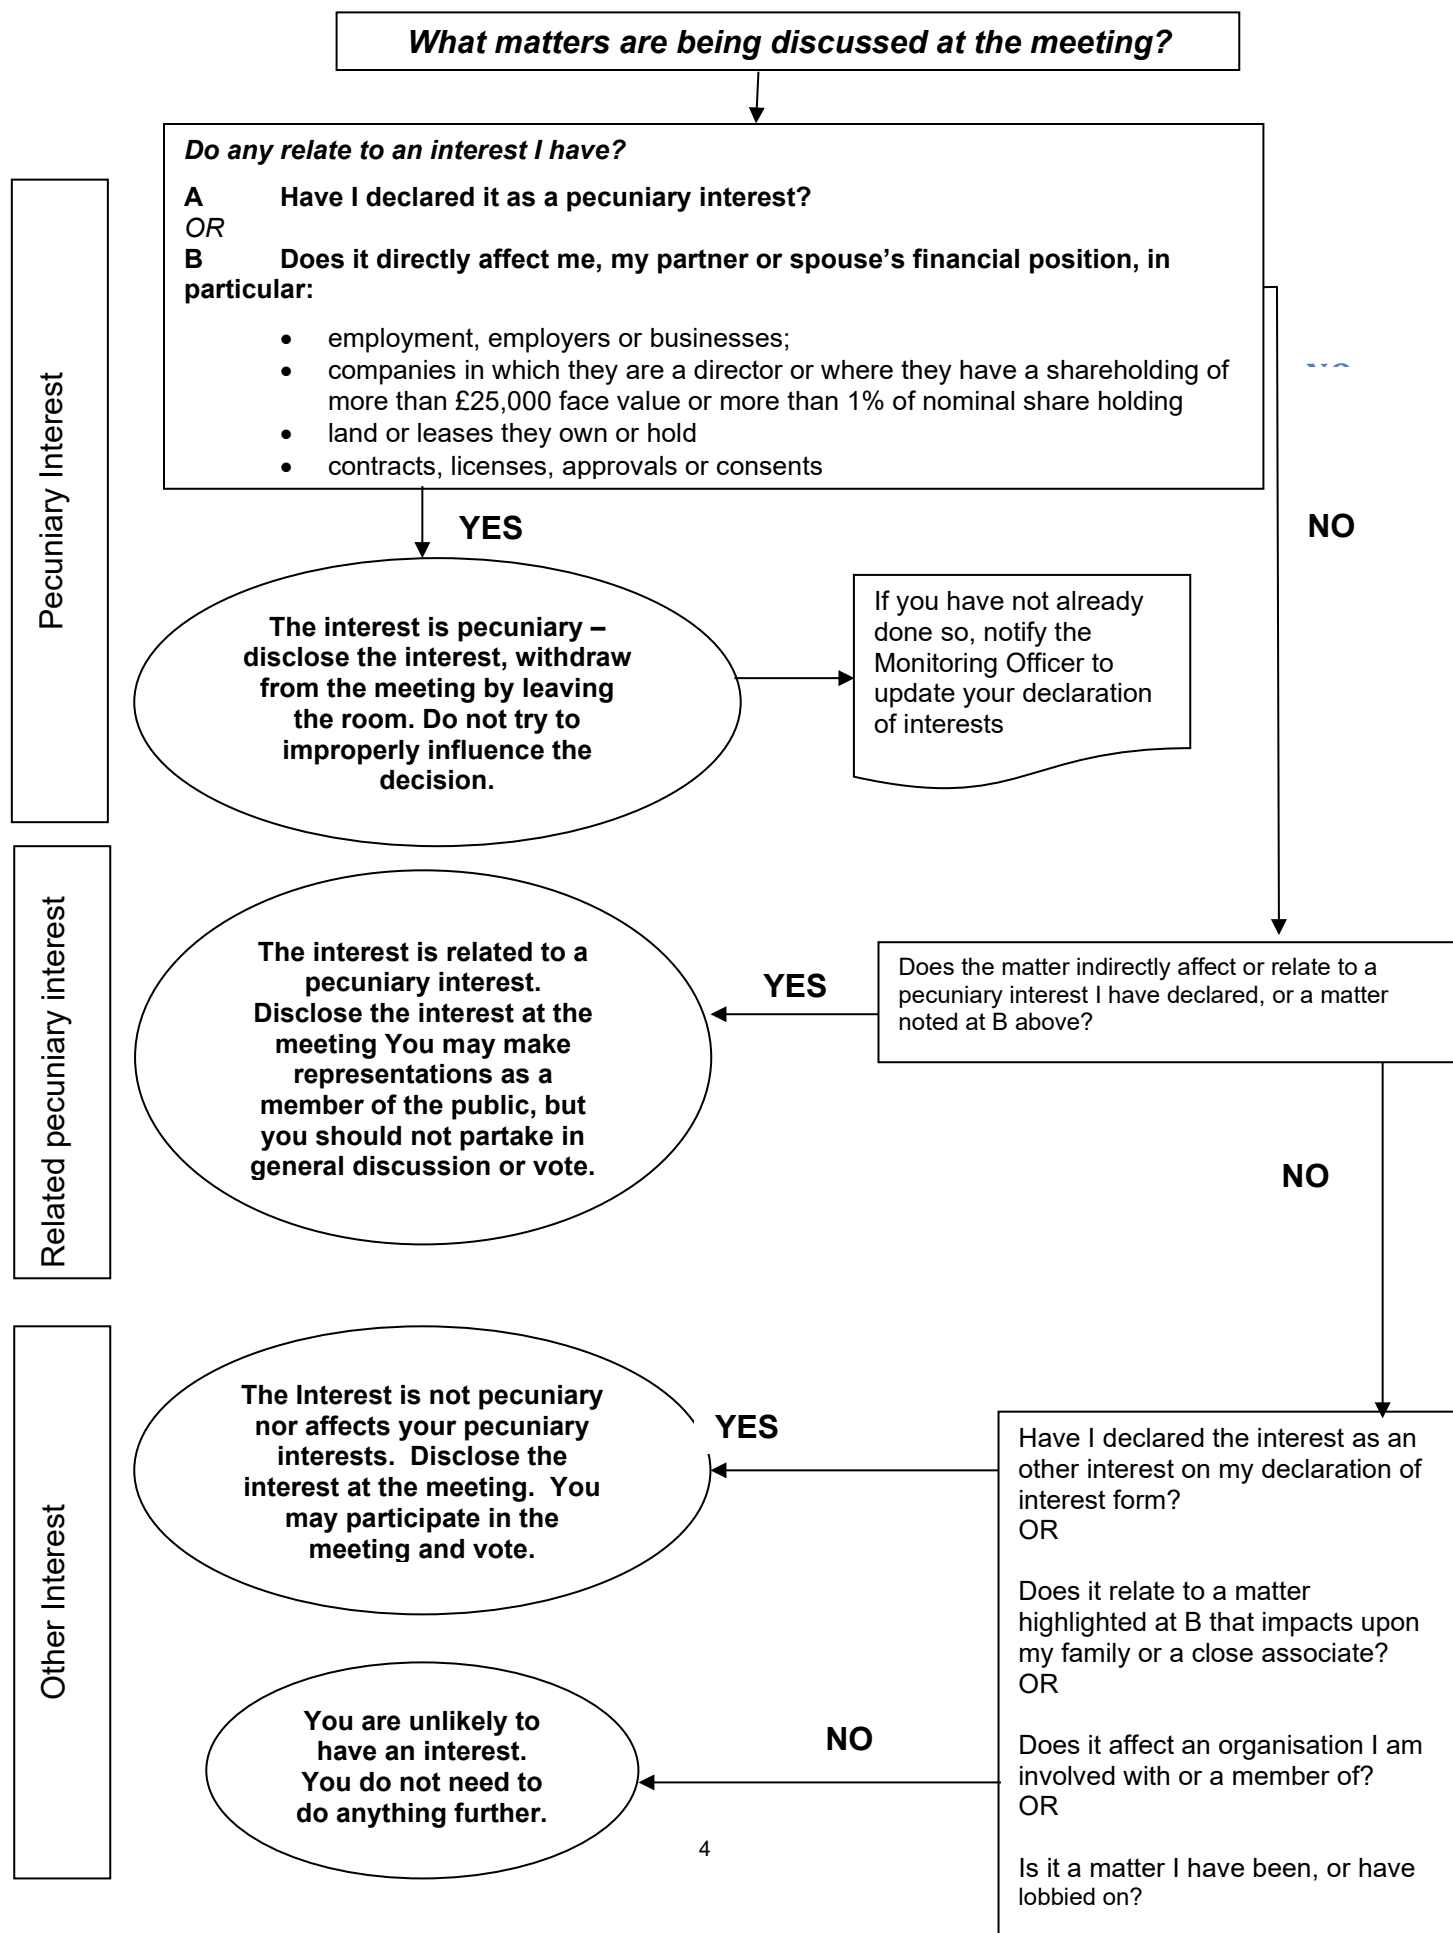 What matters are being discussed at the meeting?
Do any relate to an interest I have?
A Have I declared it as a pecuniary interest?
OR
B Does it directly affect me, my partner or spouse’s financial position, in
particular:
• employment, employers or businesses;
• companies in which they are a director or where they have a shareholding of
more than £25,000 face value or more than 1% of nominal share holding
• land or leases they own or hold
• contracts, licenses, approvals or consents
Pecuniary Interest
YES
NO
The interest is pecuniary –
disclose the interest, withdraw
from the meeting by leaving
the room. Do not try to
improperly influence the
decision.
If you have not already
done so, notify the
Monitoring Officer to
update your declaration
of interests
Related pecuniary interest
The interest is related to a
pecuniary interest.
Disclose the interest at the
meeting You may make
representations as a
member of the public, but
you should not partake in
general discussion or vote.
YES
Does the matter indirectly affect or relate to a
pecuniary interest I have declared, or a matter
noted at B above?
NO
Other Interest
The Interest is not pecuniary
nor affects your pecuniary
interests. Disclose the
interest at the meeting. You
may participate in the
meeting and vote.
YES
Have I declared the interest as an
other interest on my declaration of
interest form?
OR
Does it relate to a matter
highlighted at B that impacts upon
my family or a close associate?
OR
Does it affect an organisation I am
involved with or a member of?
OR
Is it a matter I have been, or have
lobbied on?
NO
You are unlikely to
have an interest.
You do not need to
do anything further.
4